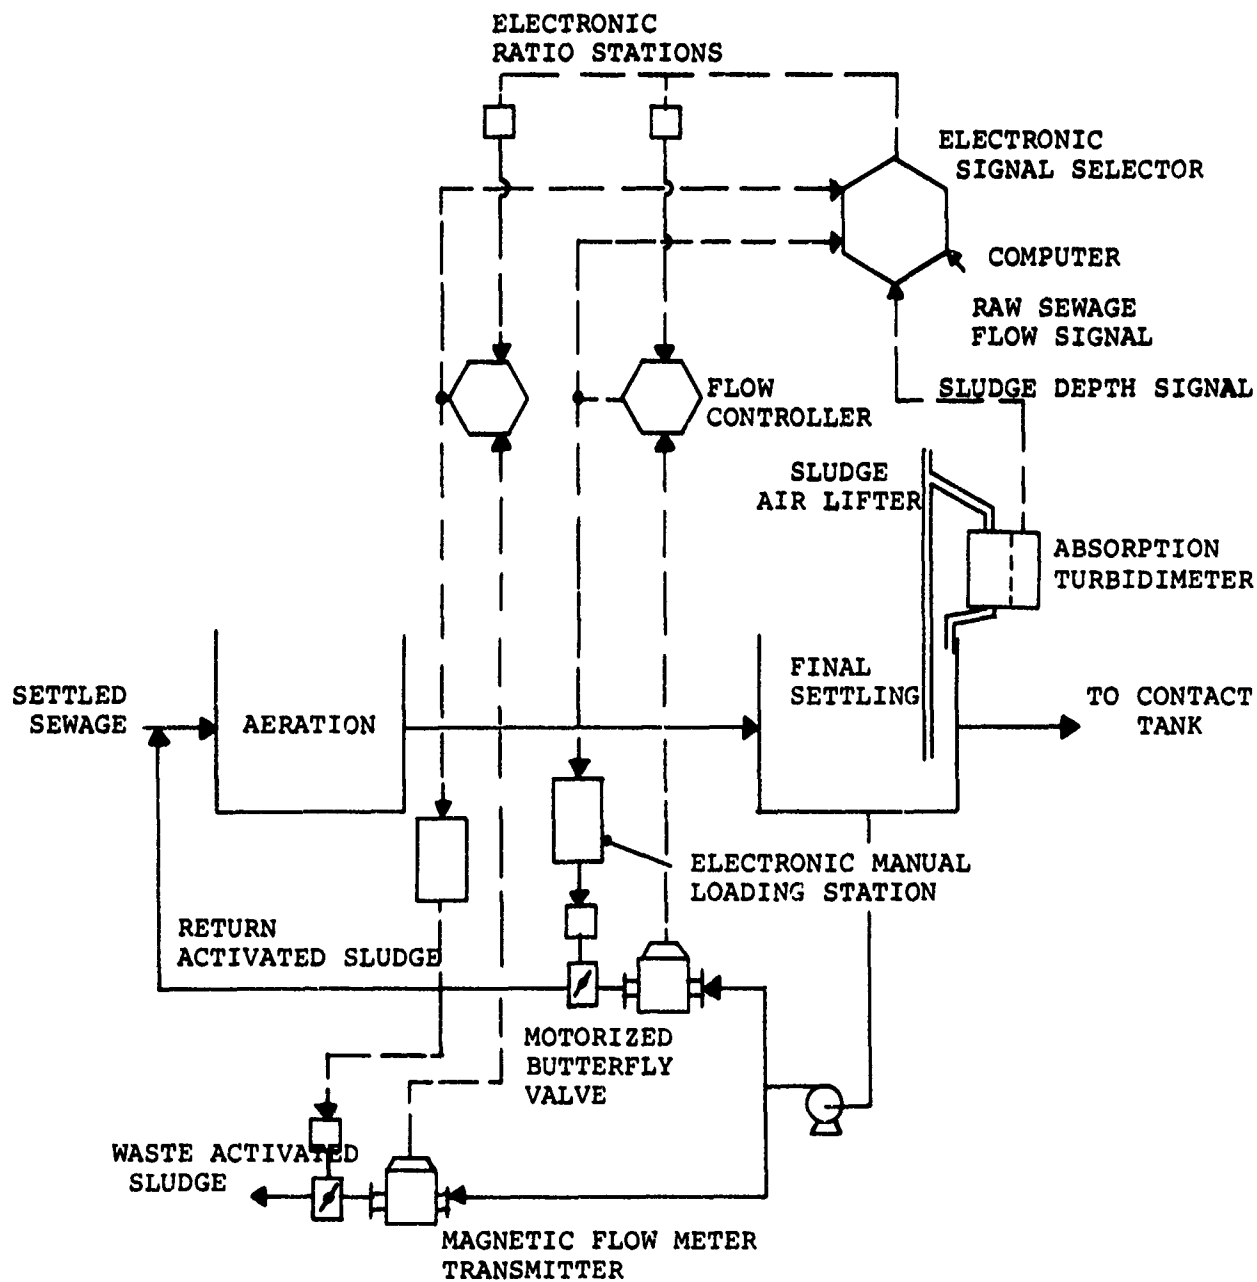 ELECTRONIC
RATIO STATIONS
ELECTRONIC
SIGNAL SELECTOR
COMPUTER
RAW SEWAGE
FLOW SIGNAL
FLOW
CONTROLLER
SLUDGE DEPTH SIGNAL
SLUDGE
AIR LIFTER
ABSORPTION
TURBIDIMETER
SETTLED
SEWAGE
AERATION
FINAL
SETTLING
TO CONTACT
TANK
ELECTRONIC MANUAL
LOADING STATION
RETURN
ACTIVATED SLUDGE
MOTORIZED
BUTTERFLY
VALVE
WASTE ACTIVATED
SLUDGE
MAGNETIC FLOW METER
TRANSMITTER